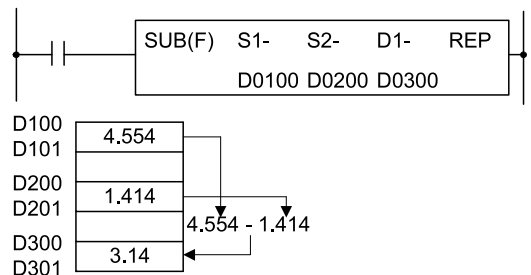 SUB(F) S1- S2- D1- REP
D0100 D0200 D0300
D100
4.554
D101
D200
1.414
D201
4.554 - 1.414
D300
3.14
D301